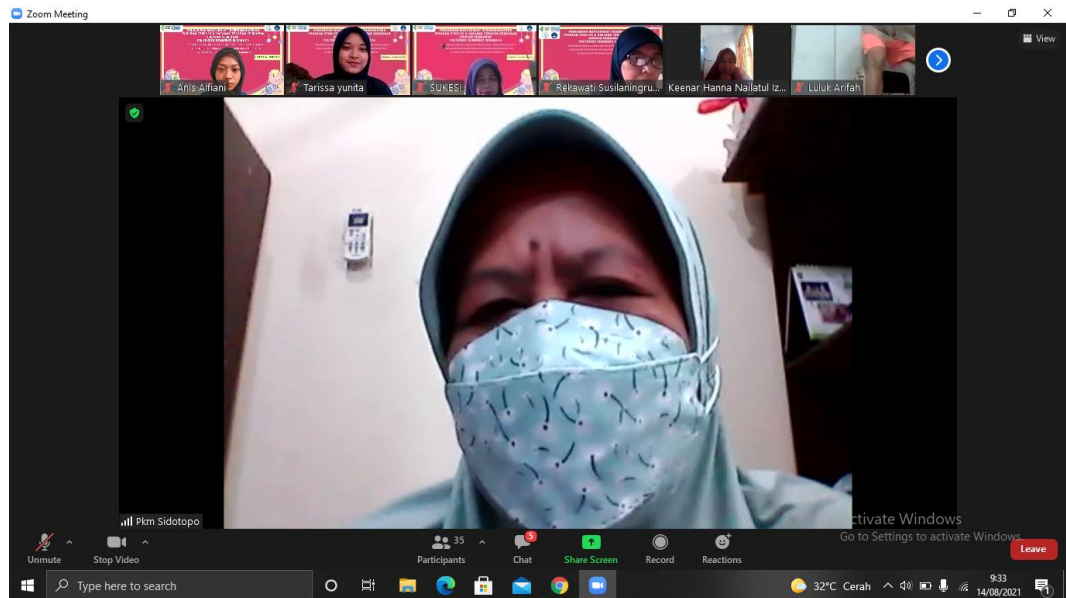 Zoom Meeting
View
Anis Alfiani
Tarissa yunita
SUKESI
Rekawati Susilaningru...
Keenar Hanna Nailatul Iz...
Luluk Arifah
Pkm Sidotopo
ctivate Windows
Go to Settings to activate Windows.
Unmute
Stop Video
35
Participants
5
Chat
Share Screen
Record
Reactions
Leave
Type here to search
32°C Cerah
9:33
14/08/2021
1